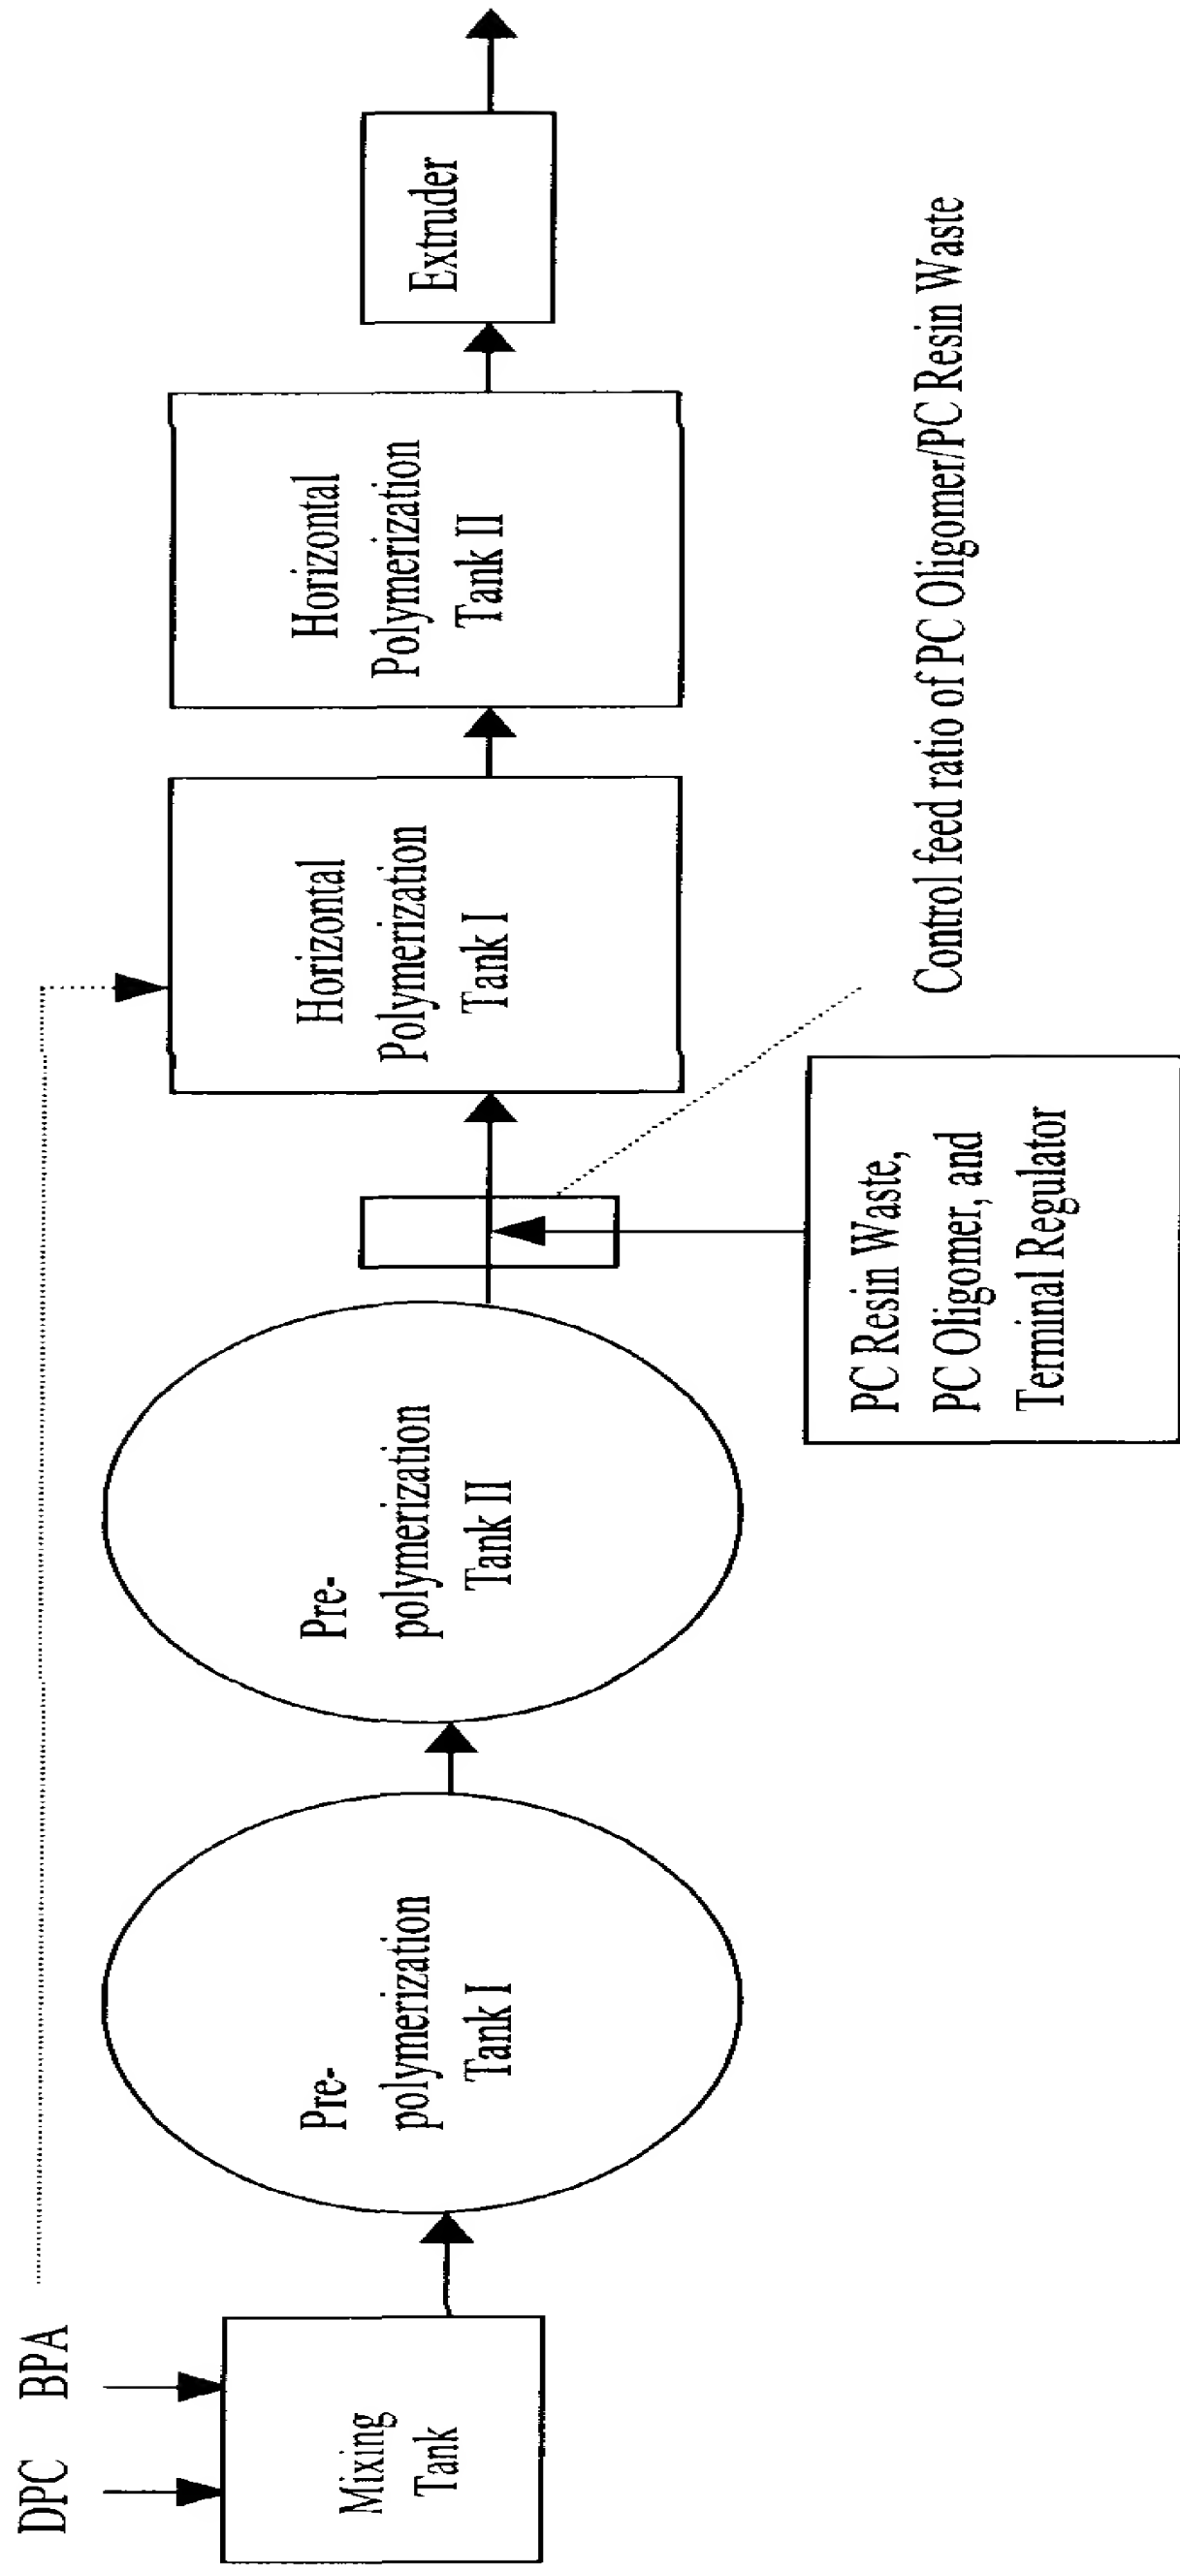 DPC
BPA
Mixing
Tank
Pre-
polymerization
Tank I
Pre-
polymerization
Tank II
PC Resin Waste,
PC Oligomer, and
Terminal Regulator
Control feed ratio of PC Oligomer/PC Resin Waste
Horizontal
Polymerization
Tank I
Horizontal
Polymerization
Tank II
Extruder